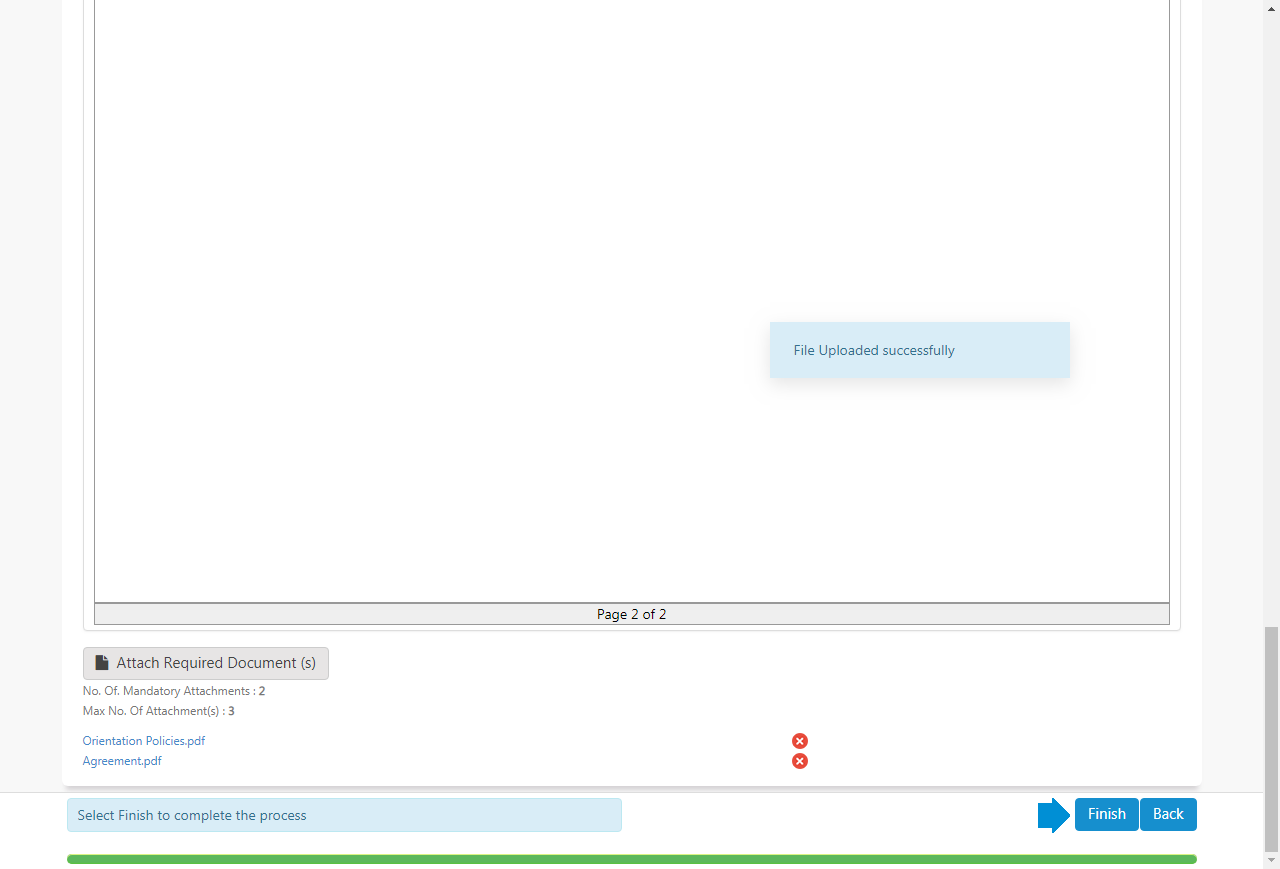 File Uploaded successfully
Page 2 of 2
Attach Required Document (s)
No. Of. Mandatory Attachments : 2
Max No. Of Attachment(s) : 3
Orientation Policies.pdf
Agreement.pdf
Select Finish to complete the process
Finish
Back